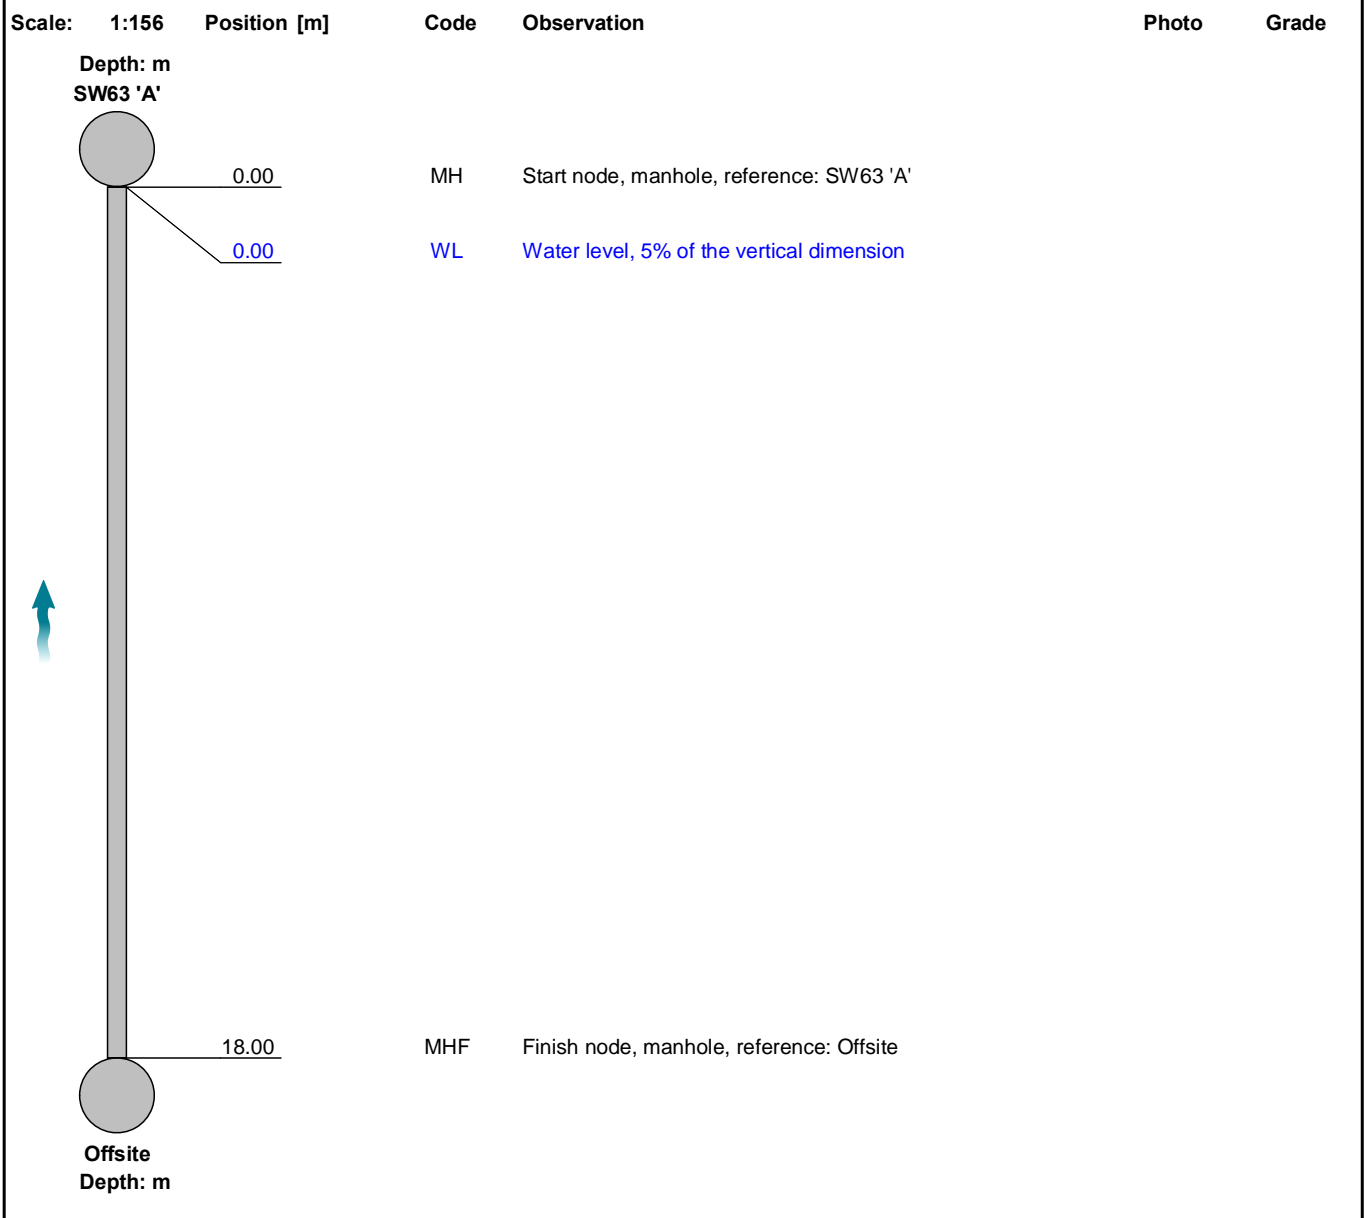 Scale: 1:156 Position [m] Code Observation Photo Grade
Depth: m
SW63 'A'
0.00 MH Start node, manhole, reference: SW63 'A'
0.00 WL Water level, 5% of the vertical dimension
18.00 MHF Finish node, manhole, reference: Offsite
Offsite
Depth: m